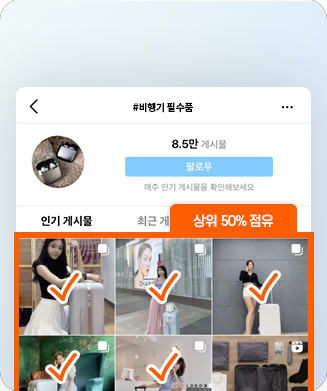 #비행기 필수품
8.5만 게시물
팔로우
매주 인기 게시물을 확인해보세요
인기 게시물
최근 게
상위 50% 점유